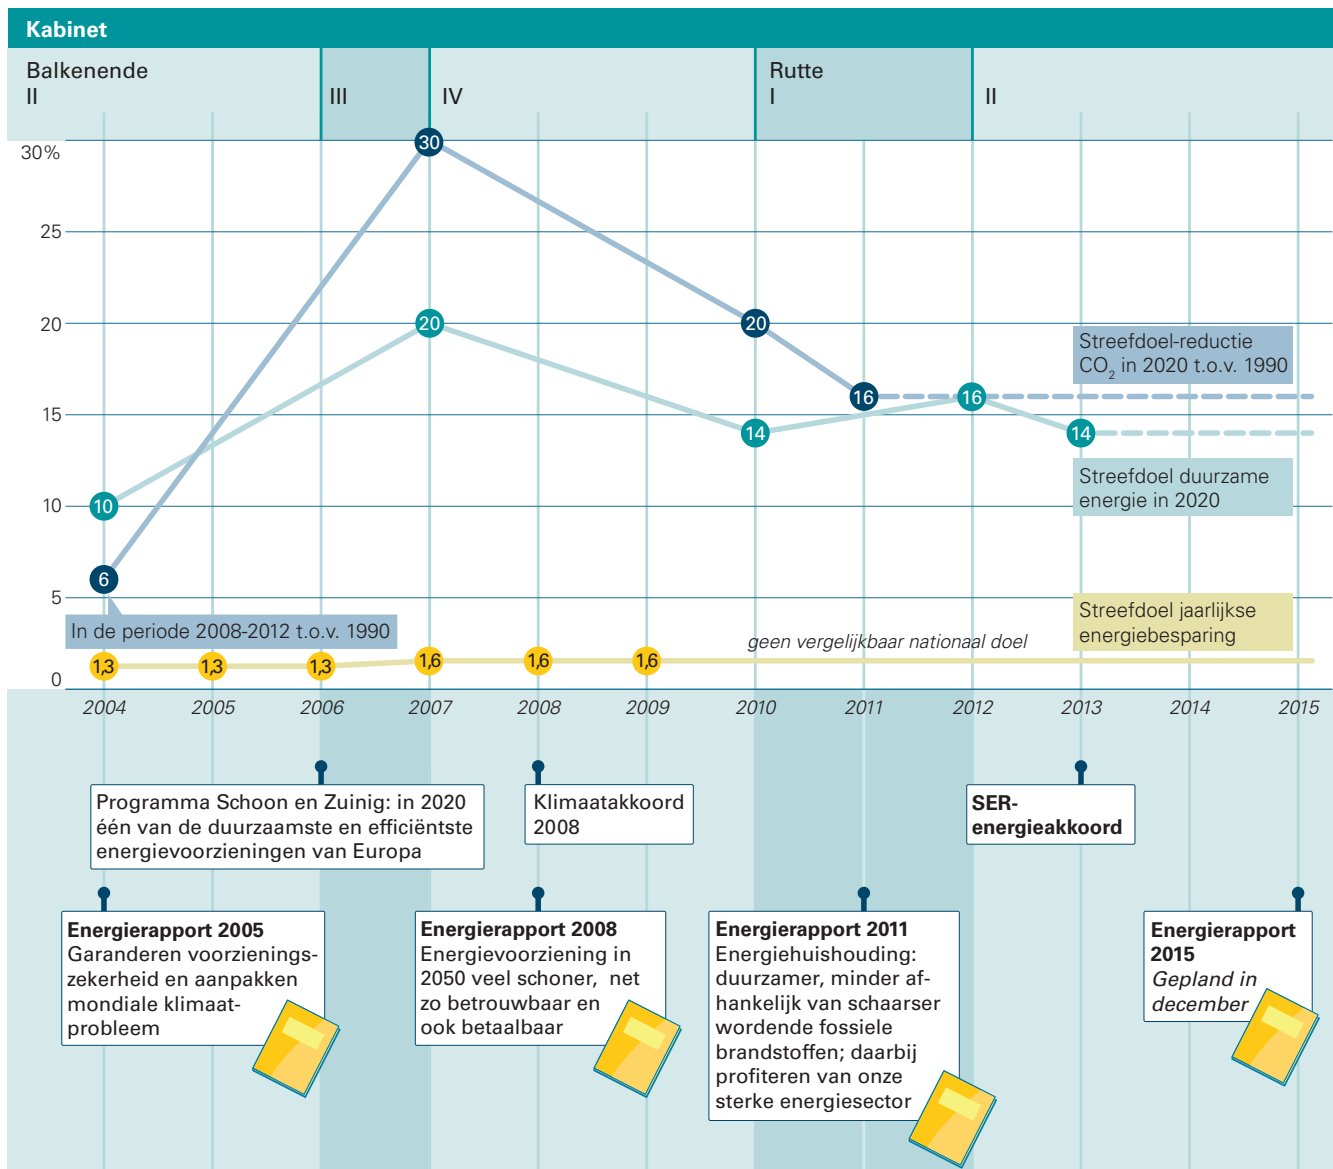 Kabinet
Balkenende
II
III
IV
Rutte
I
II
30%
25
20
15
10
5
0
30
20
20
16
16
14
14
10
6
Streefdoel-reductie
CO2 in 2020 t.o.v. 1990
Streefdoel duurzame
energie in 2020
Streefdoel jaarlijkse
energiebesparing
In de periode 2008-2012 t.o.v. 1990
geen vergelijkbaar nationaal doel
1,3
1,3
1,3
1,6
1,6
1,6
2004
2005
2006
2007
2008
2009
2010
2011
2012
2013
2014
2015
Programma Schoon en Zuinig: in 2020
één van de duurzaamste en efficiëntste
energievoorzieningen van Europa
Klimaatakkoord
2008
SER-
energieakkoord
Energierapport 2005
Garanderen voorzienings-
zekerheid en aanpakken
mondiale klimaat-
probleem
Energierapport 2008
Energievoorziening in
2050 veel schoner, net
zo betrouwbaar en
ook betaalbaar
Energierapport 2011
Energiehuishouding:
duurzamer, minder af-
hankelijk van schaarser
wordende fossiele
brandstoffen; daarbij
profiteren van onze
sterke energiesector
Energierapport
2015
Gepland in
december